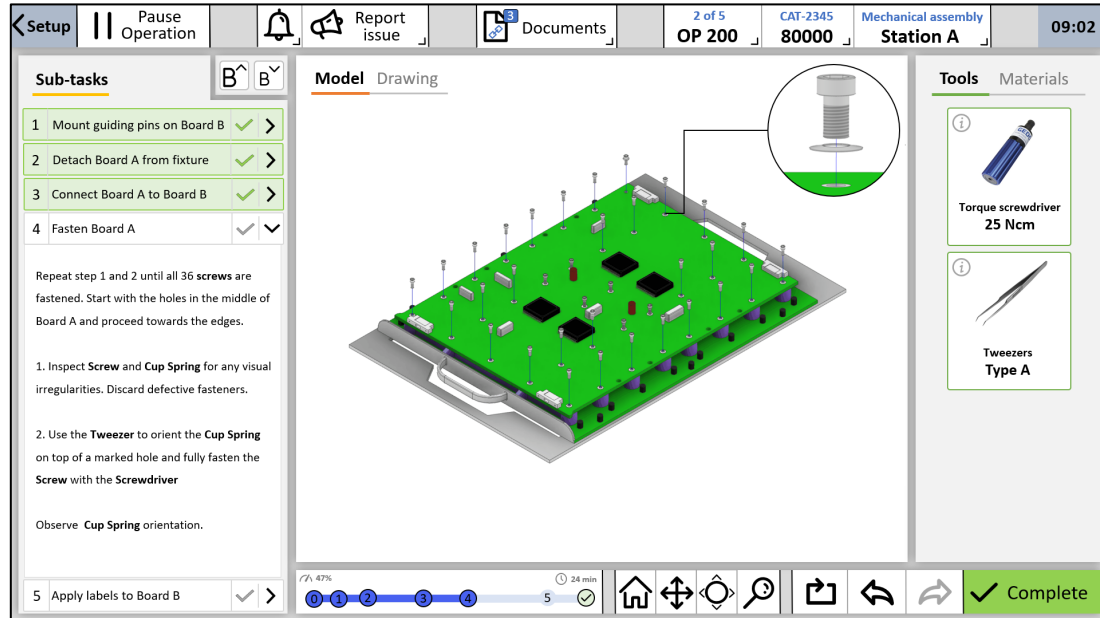 Setup
Pause
Operation
Report
issue
3
Documents
2 of 5
OP 200
CAT-2345
80000
Mechanical assembly
Station A
09:02
Sub-tasks
B
B
1 Mount guiding pins on Board B
2 Detach Board A from fixture
3 Connect Board A to Board B
4 Fasten Board A
Repeat step 1 and 2 until all 36 screws are
fastened. Start with the holes in the middle of
Board A and proceed towards the edges.
1. Inspect Screw and Cup Spring for any visual
irregularities. Discard defective fasteners.
2. Use the Tweezer to orient the Cup Spring
on top of a marked hole and fully fasten the
Screw with the Screwdriver
Observe Cup Spring orientation.
5 Apply labels to Board B
Model Drawing
47%
24 min
0 1 2 3 4 5
Tools Materials
Torque screwdriver
25 Ncm
Tweezers
Type A
Complete